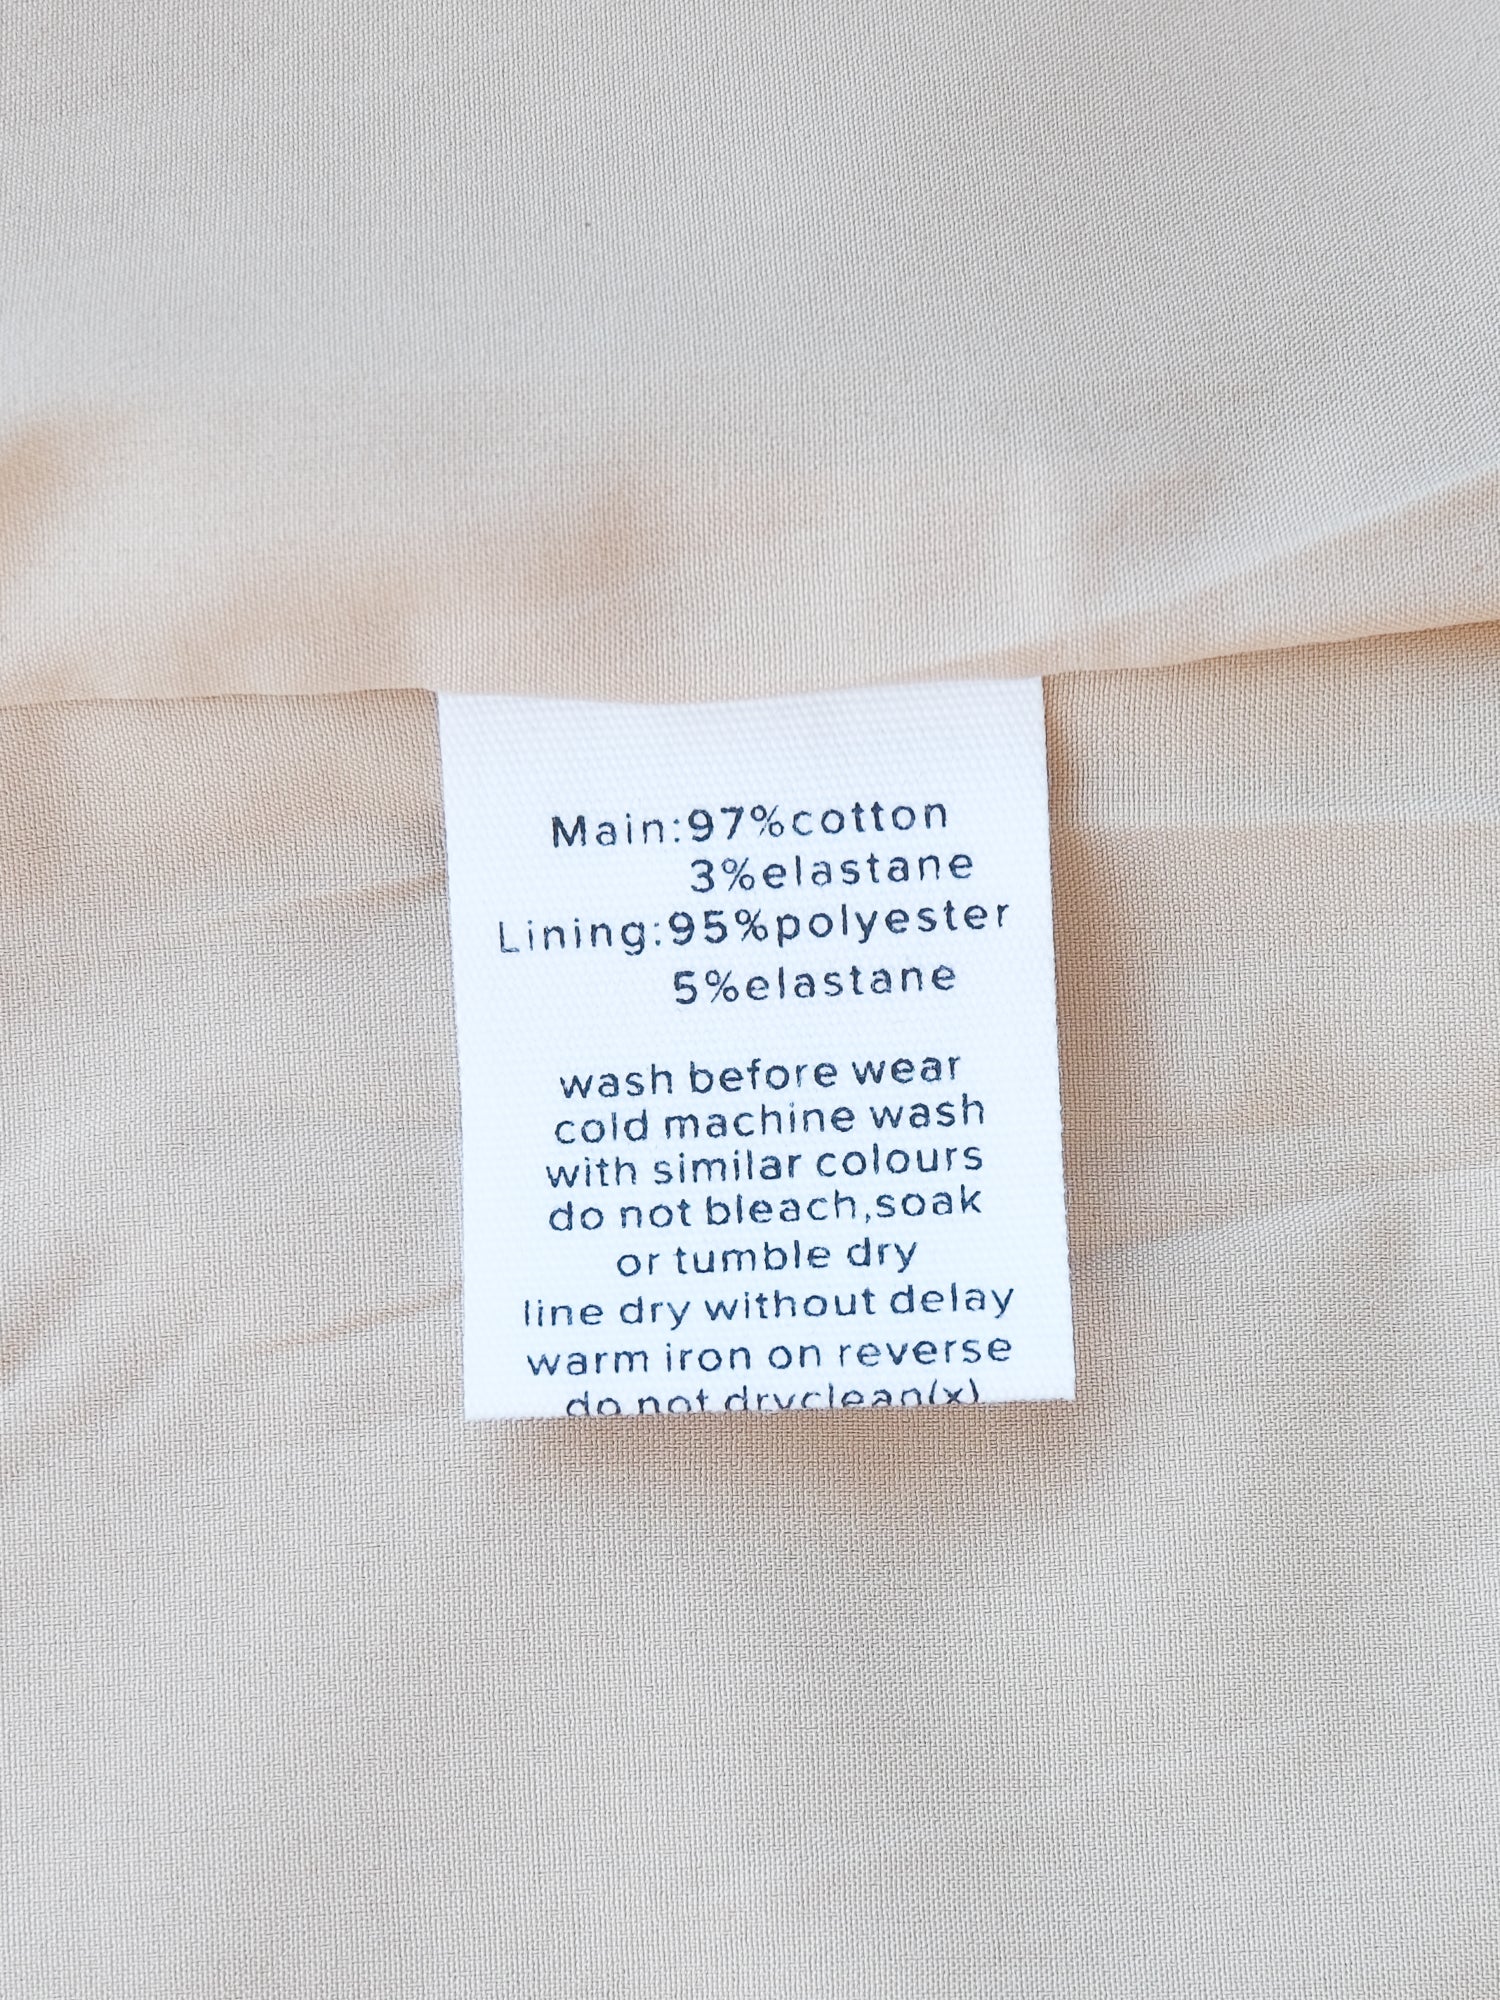 Main:97%cotton
3%elastane
Lining:95%polyester
5%elastane
wash before wear
cold machine wash
with similar colours
do not bleach,soak
or tumble dry
line dry without delay
warm iron on reverse
do not dryclean(x)